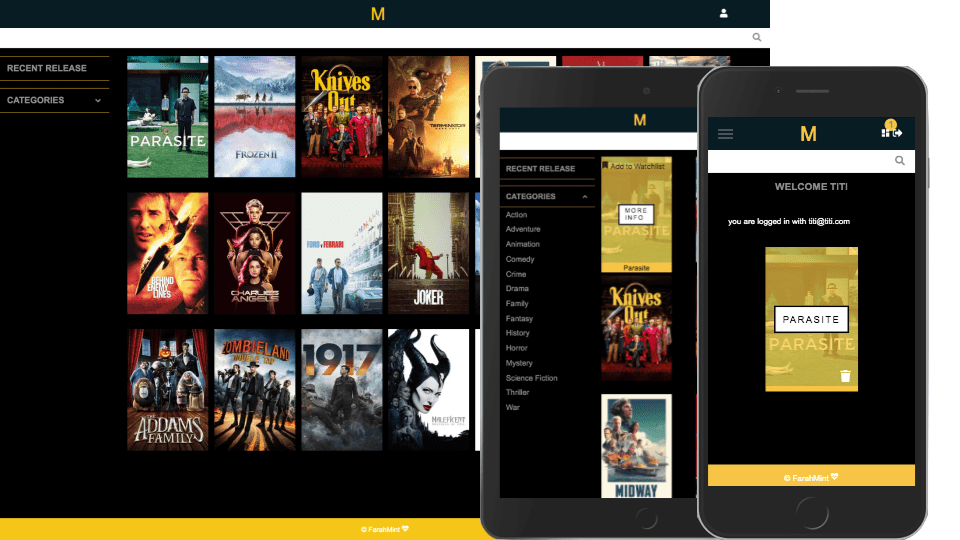 M
RECENT RELEASE
CATEGORIES
PARASITE
FROZEN II
Knives
Out
TERMINATOR
BEHIND
ENEMY
LINES
CHARLIE'S
ANGELS
FORD v FERRARI
JOKER
THE
ADDAMS
FAMILY
ZOMBIELAND
DOUBLE TAP
1917
MALEFICENT
© FarahMint
M
RECENT RELEASE
CATEGORIES
Action
Adventure
Animation
Comedy
Crime
Drama
Family
Fantasy
History
Horror
Mystery
Science Fiction
Thriller
War
Add to Watchlist
MORE
INFO
PARASITE
Parasite
Knives
Out
MIDWAY
M
1
WELCOME TITI
you are logged in with titi@titi.com
PARASITE
PARASITE
© FarahMint